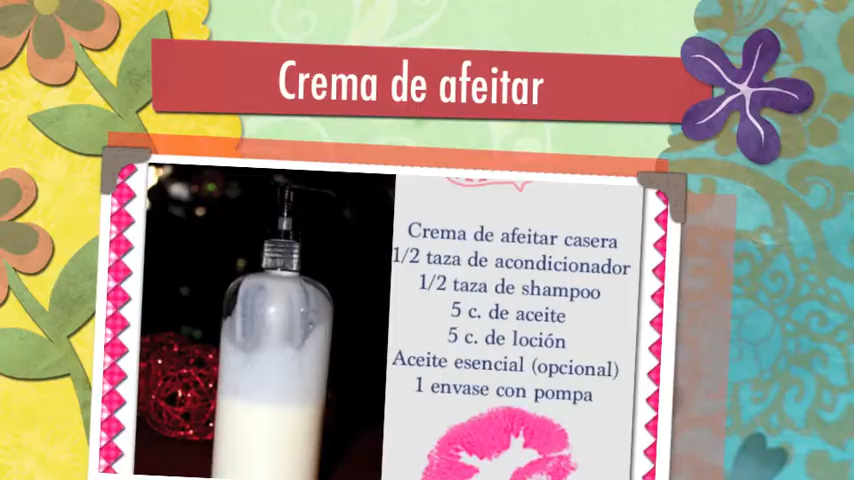 Crema de afeitar
Crema de afeitar casera
1/2 taza de acondicionador
1/2 taza de shampoo
5 c. de aceite
5 c. de loción
Aceite esencial (opcional)
1 envase con pompa